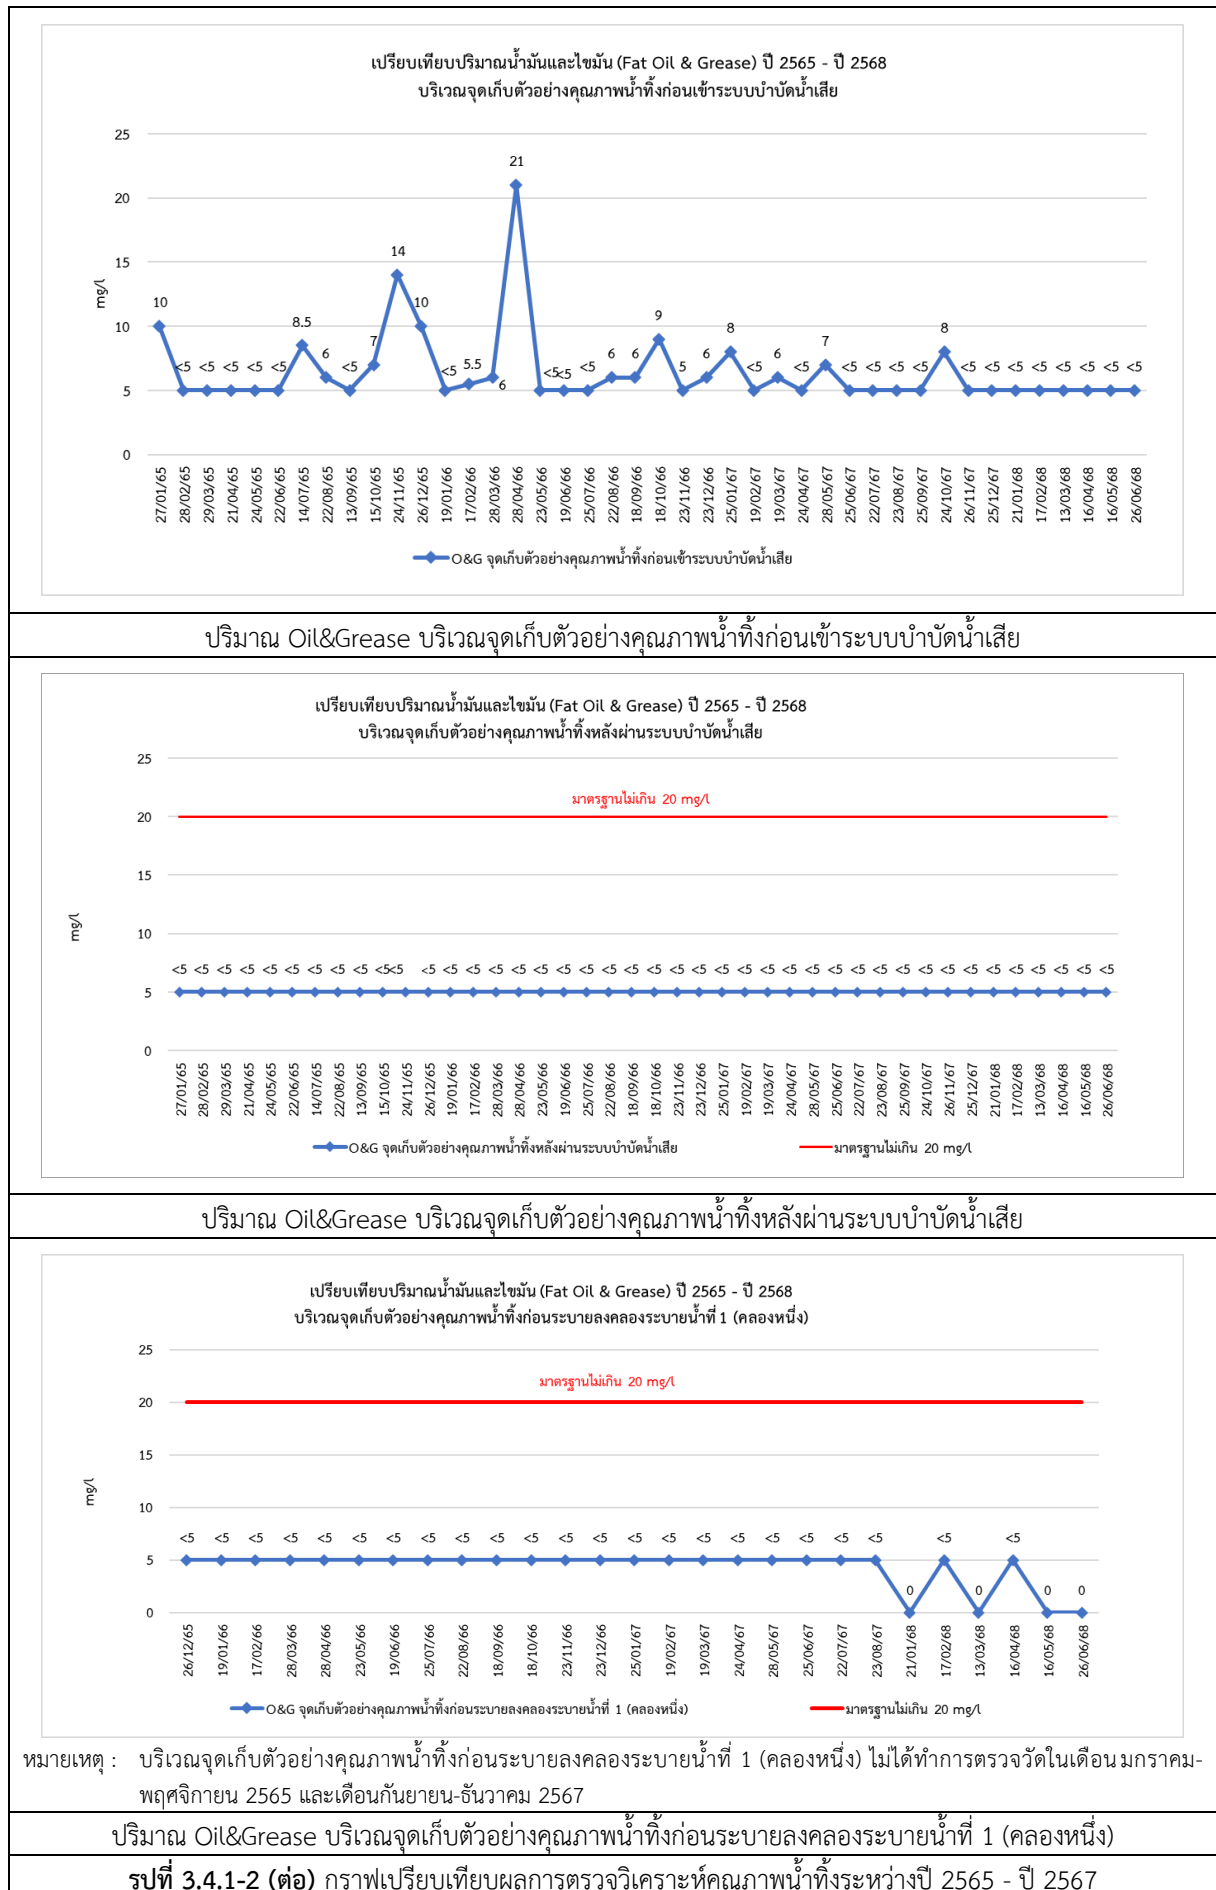 เปรียบเทียบปริมาณน้ำมันและไขมัน (Fat Oil & Grease) ปี 2565 - ปี 2568
บริเวณจุดเก็บตัวอย่างคุณภาพน้ำทิ้งก่อนเข้าระบบบำบัดน้ำเสีย
25
20
15
10
5
0
mg/l
10 <5 <5 <5 <5 <5 8.5 6 <5 7 14 10 <5 5.5 6 21 <5 <5 <5 6 6 9 5 6 8 <5 6 <5 7 <5 <5 <5 <5 8 <5 <5 <5 <5 <5 <5 <5 <5
27/01/65 28/02/65 29/03/65 21/04/65 24/05/65 22/06/65 14/07/65 22/08/65 13/09/65 15/10/65 24/11/65 26/12/65 19/01/66 17/02/66 28/03/66 28/04/66 23/05/66 19/06/66 25/07/66 22/08/66 18/09/66 18/10/66 23/11/66 23/12/66 25/01/67 19/02/67 19/03/67 24/04/67 28/05/67 25/06/67 22/07/67 23/08/67 25/09/67 24/10/67 26/11/67 25/12/67 21/01/68 17/02/68 13/03/68 16/04/68 16/05/68 26/06/68
O&G จุดเก็บตัวอย่างคุณภาพน้ำทิ้งก่อนเข้าระบบบำบัดน้ำเสีย
ปริมาณ Oil&Grease บริเวณจุดเก็บตัวอย่างคุณภาพน้ำทิ้งก่อนเข้าระบบบำบัดน้ำเสีย
เปรียบเทียบปริมาณน้ำมันและไขมัน (Fat Oil & Grease) ปี 2565 - ปี 2568
บริเวณจุดเก็บตัวอย่างคุณภาพน้ำทิ้งหลังผ่านระบบบำบัดน้ำเสีย
25
20
15
10
5
0
mg/l
มาตรฐานไม่เกิน 20 mg/l
<5 <5 <5 <5 <5 <5 <5 <5 <5 <5 <5 <5 <5 <5 <5 <5 <5 <5 <5 <5 <5 <5 <5 <5 <5 <5 <5 <5 <5 <5 <5 <5 <5 <5 <5 <5 <5 <5 <5 <5 <5 <5
27/01/65 28/02/65 29/03/65 21/04/65 24/05/65 22/06/65 14/07/65 22/08/65 13/09/65 15/10/65 24/11/65 26/12/65 19/01/66 17/02/66 28/03/66 28/04/66 23/05/66 19/06/66 25/07/66 22/08/66 18/09/66 18/10/66 23/11/66 23/12/66 25/01/67 19/02/67 19/03/67 24/04/67 28/05/67 25/06/67 22/07/67 23/08/67 25/09/67 24/10/67 26/11/67 25/12/67 21/01/68 17/02/68 13/03/68 16/04/68 16/05/68 26/06/68
O&G จุดเก็บตัวอย่างคุณภาพน้ำทิ้งหลังผ่านระบบบำบัดน้ำเสีย มาตรฐานไม่เกิน 20 mg/l
ปริมาณ Oil&Grease บริเวณจุดเก็บตัวอย่างคุณภาพน้ำทิ้งหลังผ่านระบบบำบัดน้ำเสีย
เปรียบเทียบปริมาณน้ำมันและไขมัน (Fat Oil & Grease) ปี 2565 - ปี 2568
บริเวณจุดเก็บตัวอย่างคุณภาพน้ำทิ้งก่อนระบายลงคลองระบายน้ำที่ 1 (คลองหนึ่ง)
25
20
15
10
5
0
mg/l
มาตรฐานไม่เกิน 20 mg/l
<5 <5 <5 <5 <5 <5 <5 <5 <5 <5 <5 <5 <5 <5 <5 <5 <5 <5 <5 <5 <5 0 <5 0 <5 0 0
26/12/65 19/01/66 17/02/66 28/03/66 28/04/66 23/05/66 19/06/66 25/07/66 22/08/66 18/09/66 18/10/66 23/11/66 23/12/66 25/01/67 19/02/67 19/03/67 24/04/67 28/05/67 25/06/67 22/07/67 23/08/67 21/01/68 17/02/68 13/03/68 16/04/68 16/05/68 26/06/68
O&G จุดเก็บตัวอย่างคุณภาพน้ำทิ้งก่อนระบายลงคลองระบายน้ำที่ 1 (คลองหนึ่ง) มาตรฐานไม่เกิน 20 mg/l
หมายเหตุ : บริเวณจุดเก็บตัวอย่างคุณภาพน้ำทิ้งก่อนระบายลงคลองระบายน้ำที่ 1 (คลองหนึ่ง) ไม่ได้ทำการตรวจวัดในเดือนมกราคม-
พฤศจิกายน 2565 และเดือนกันยายน-ธันวาคม 2567
ปริมาณ Oil&Grease บริเวณจุดเก็บตัวอย่างคุณภาพน้ำทิ้งก่อนระบายลงคลองระบายน้ำที่ 1 (คลองหนึ่ง)
รูปที่ 3.4.1-2 (ต่อ) กราฟเปรียบเทียบผลการตรวจวิเคราะห์คุณภาพน้ำทิ้งระหว่างปี 2565 - ปี 2567